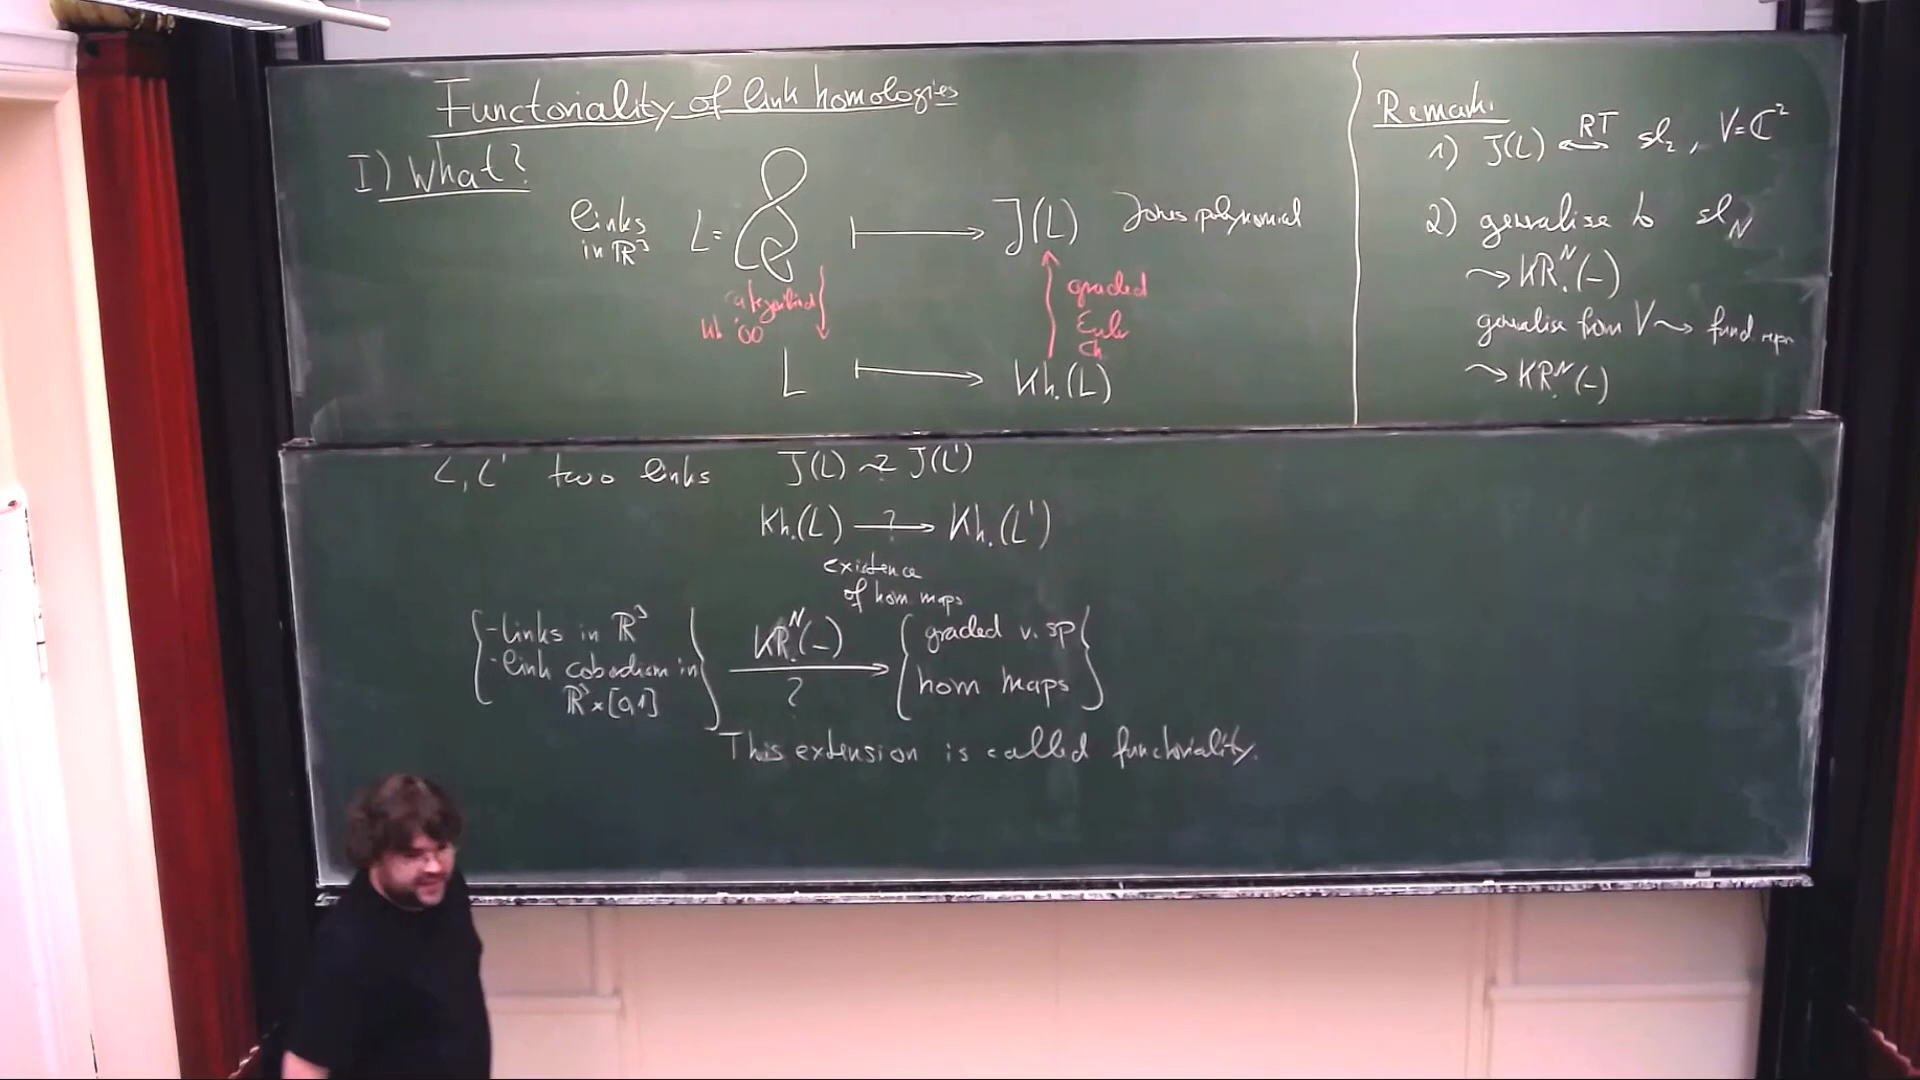 Functoriality of link homologies
I) What?
links in R³ L = ⟼ J(L) Jones polynomial
categorified Kh '00
graded Euler Ch.
L ⟼ Kh.(L)
Remark:
1) J(L) ⟷ RT sl₂, V=C²
2) generalise to sl_N
⇝ KR.ᴺ(-)
generalise from V ⇝ fund repr
⇝ KR.ᴺ(-)
L, L' two links J(L) ~? J(L')
Kh.(L) —?→ Kh.(L')
existence
of hom maps
{ -links in R³ -link cobordism in R³×[0,1] } KR.ᴺ(-) —?→ { graded v. sp hom maps }
This extension is called functoriality.